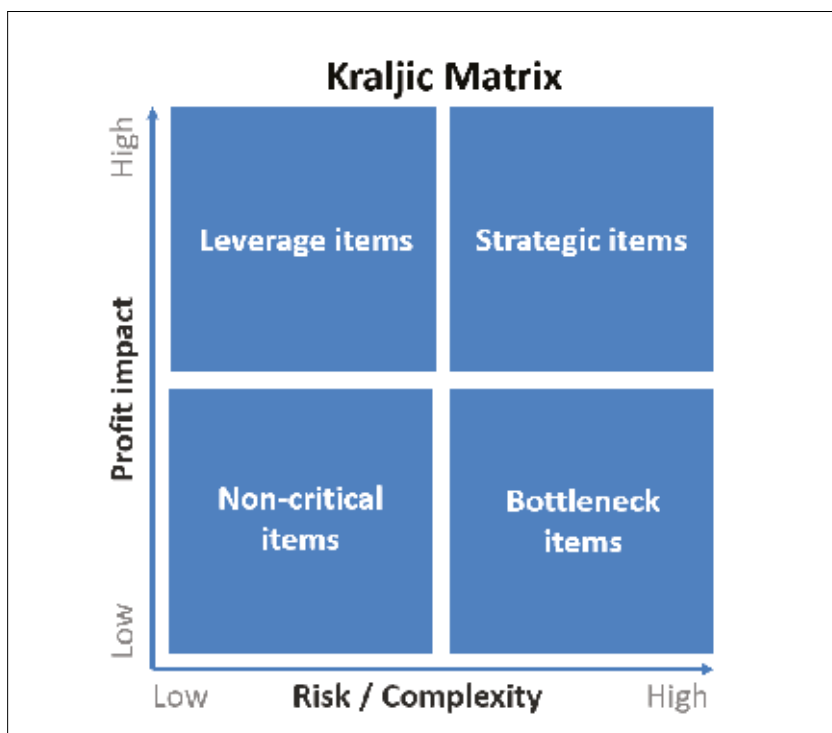 Kraljic Matrix
High
Leverage items
Strategic items
Profit impact
Non-critical
items
Bottleneck
items
Low
Low
Risk / Complexity
High